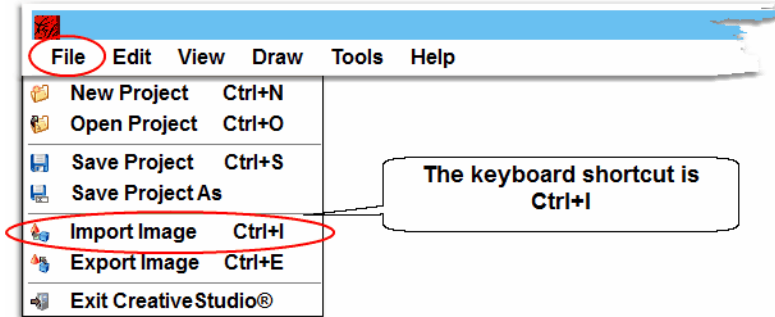 File Edit View Draw Tools Help
New Project Ctrl+N
Open Project Ctrl+O
Save Project Ctrl+S
Save Project As
Import Image Ctrl+I
Export Image Ctrl+E
Exit CreativeStudio®
The keyboard shortcut is
Ctrl+I